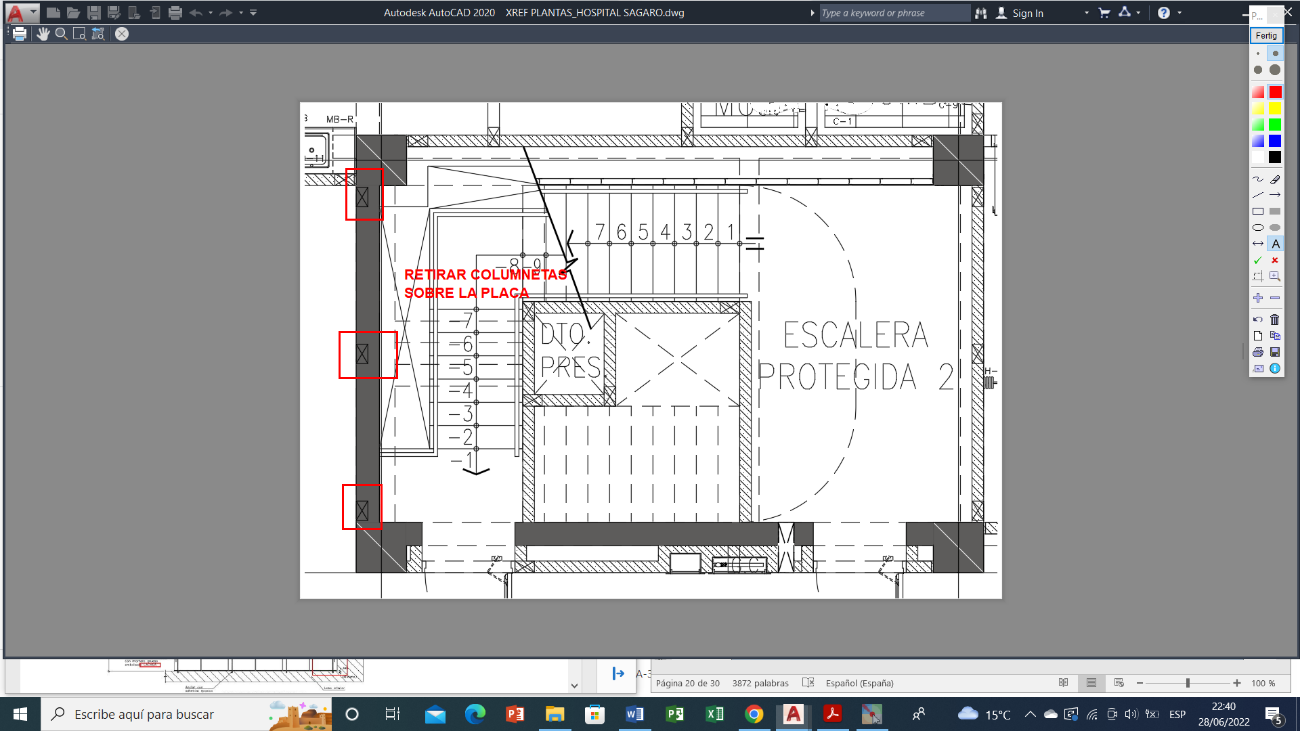 Autodesk AutoCAD 2020 XREF PLANTAS_HOSPITAL SAGARO.dwg
Type a keyword or phrase
Sign In
Fertig
A
MB-R
C-1
7 6 5 4 3 2 1
-8 -9
RETIRAR COLUMNETAS
SOBRE LA PLACA
-7
-6
-5
-4
-3
-2
-1
DTO.
PRES
ESCALERA
PROTEGIDA 2
H-
Página 20 de 30 3872 palabras Español (España) 100 %
Escribe aquí para buscar
15°C
ESP
22:40
28/06/2022
5